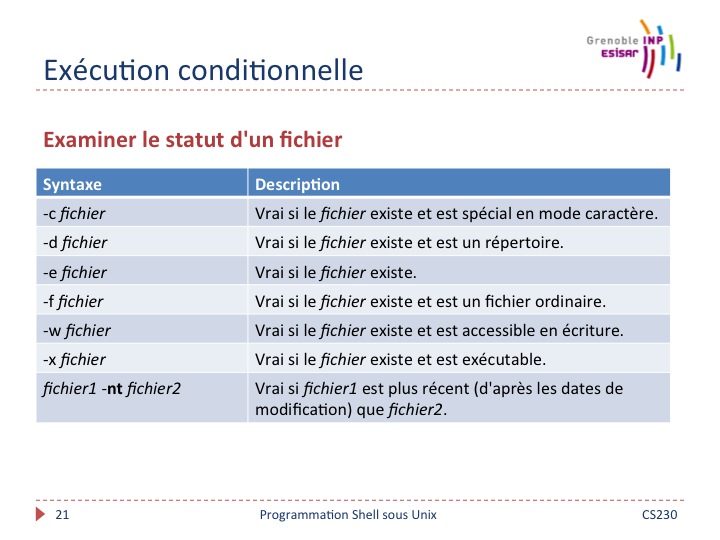 Grenoble INP
ESISAR
Exécution conditionnelle
Examiner le statut d'un fichier
Syntaxe Description
-c fichier Vrai si le fichier existe et est spécial en mode caractère.
-d fichier Vrai si le fichier existe et est un répertoire.
-e fichier Vrai si le fichier existe.
-f fichier Vrai si le fichier existe et est un fichier ordinaire.
-w fichier Vrai si le fichier existe et est accessible en écriture.
-x fichier Vrai si le fichier existe et est exécutable.
fichier1 -nt fichier2 Vrai si fichier1 est plus récent (d'après les dates de
modification) que fichier2.
21 Programmation Shell sous Unix CS230